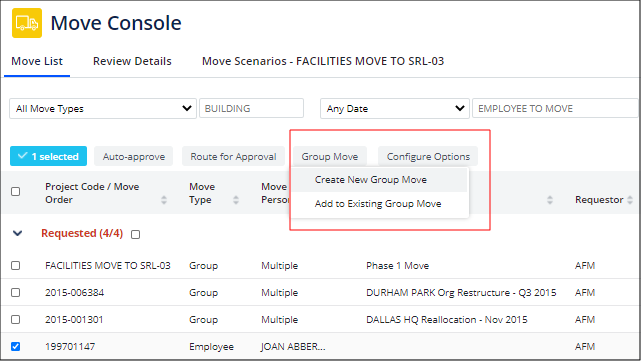 Move Console
Move List Review Details Move Scenarios - FACILITIES MOVE TO SRL-03
All Move Types BUILDING Any Date EMPLOYEE TO MOVE
1 selected Auto-approve Route for Approval Group Move Configure Options
Create New Group Move
Add to Existing Group Move
Project Code / Move Order Move Type Move Person Requestor
Requested (4/4)
FACILITIES MOVE TO SRL-03 Group Multiple Phase 1 Move AFM
2015-006384 Group Multiple DURHAM PARK Org Restructure - Q3 2015 AFM
2015-001301 Group Multiple DALLAS HQ Reallocation - Nov 2015 AFM
199701147 Employee JOAN ABBER... AFM